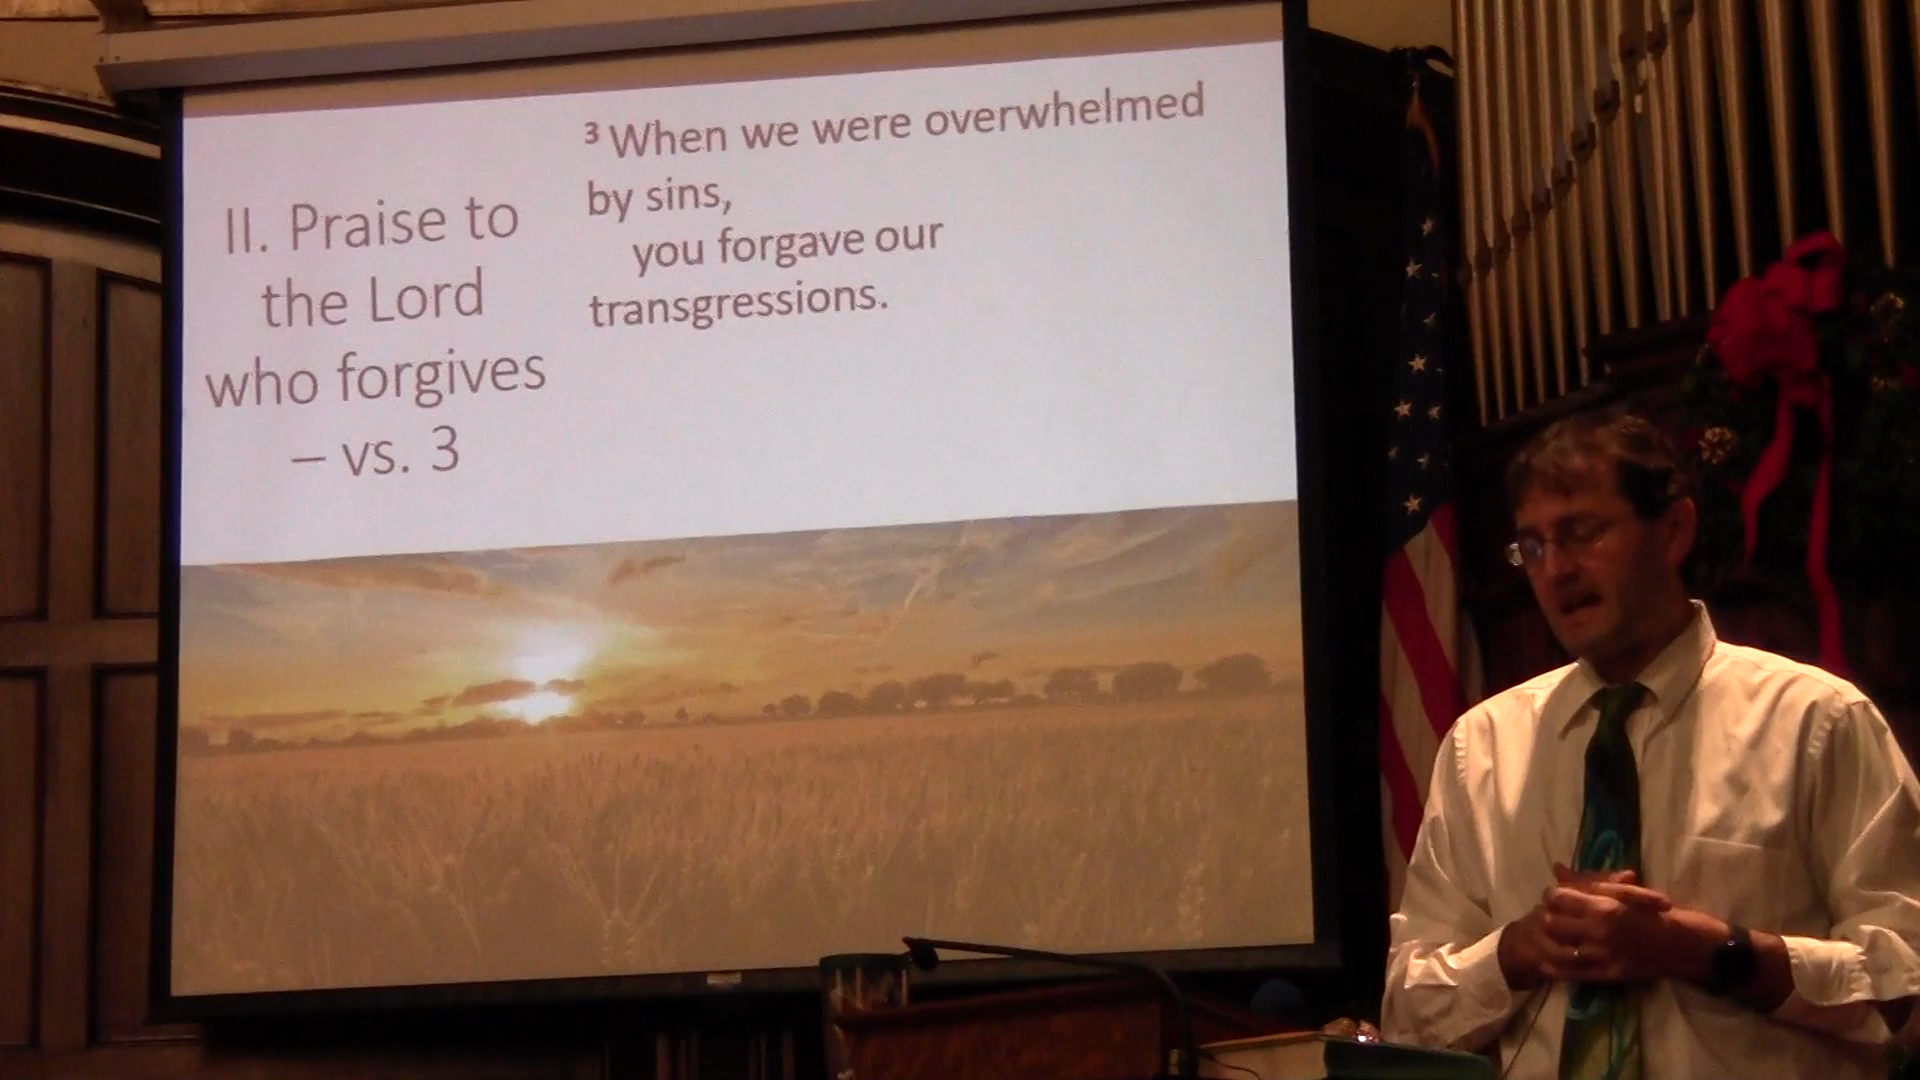 II. Praise to
the Lord
who forgives
– vs. 3
³ When we were overwhelmed
by sins,
you forgave our
transgressions.